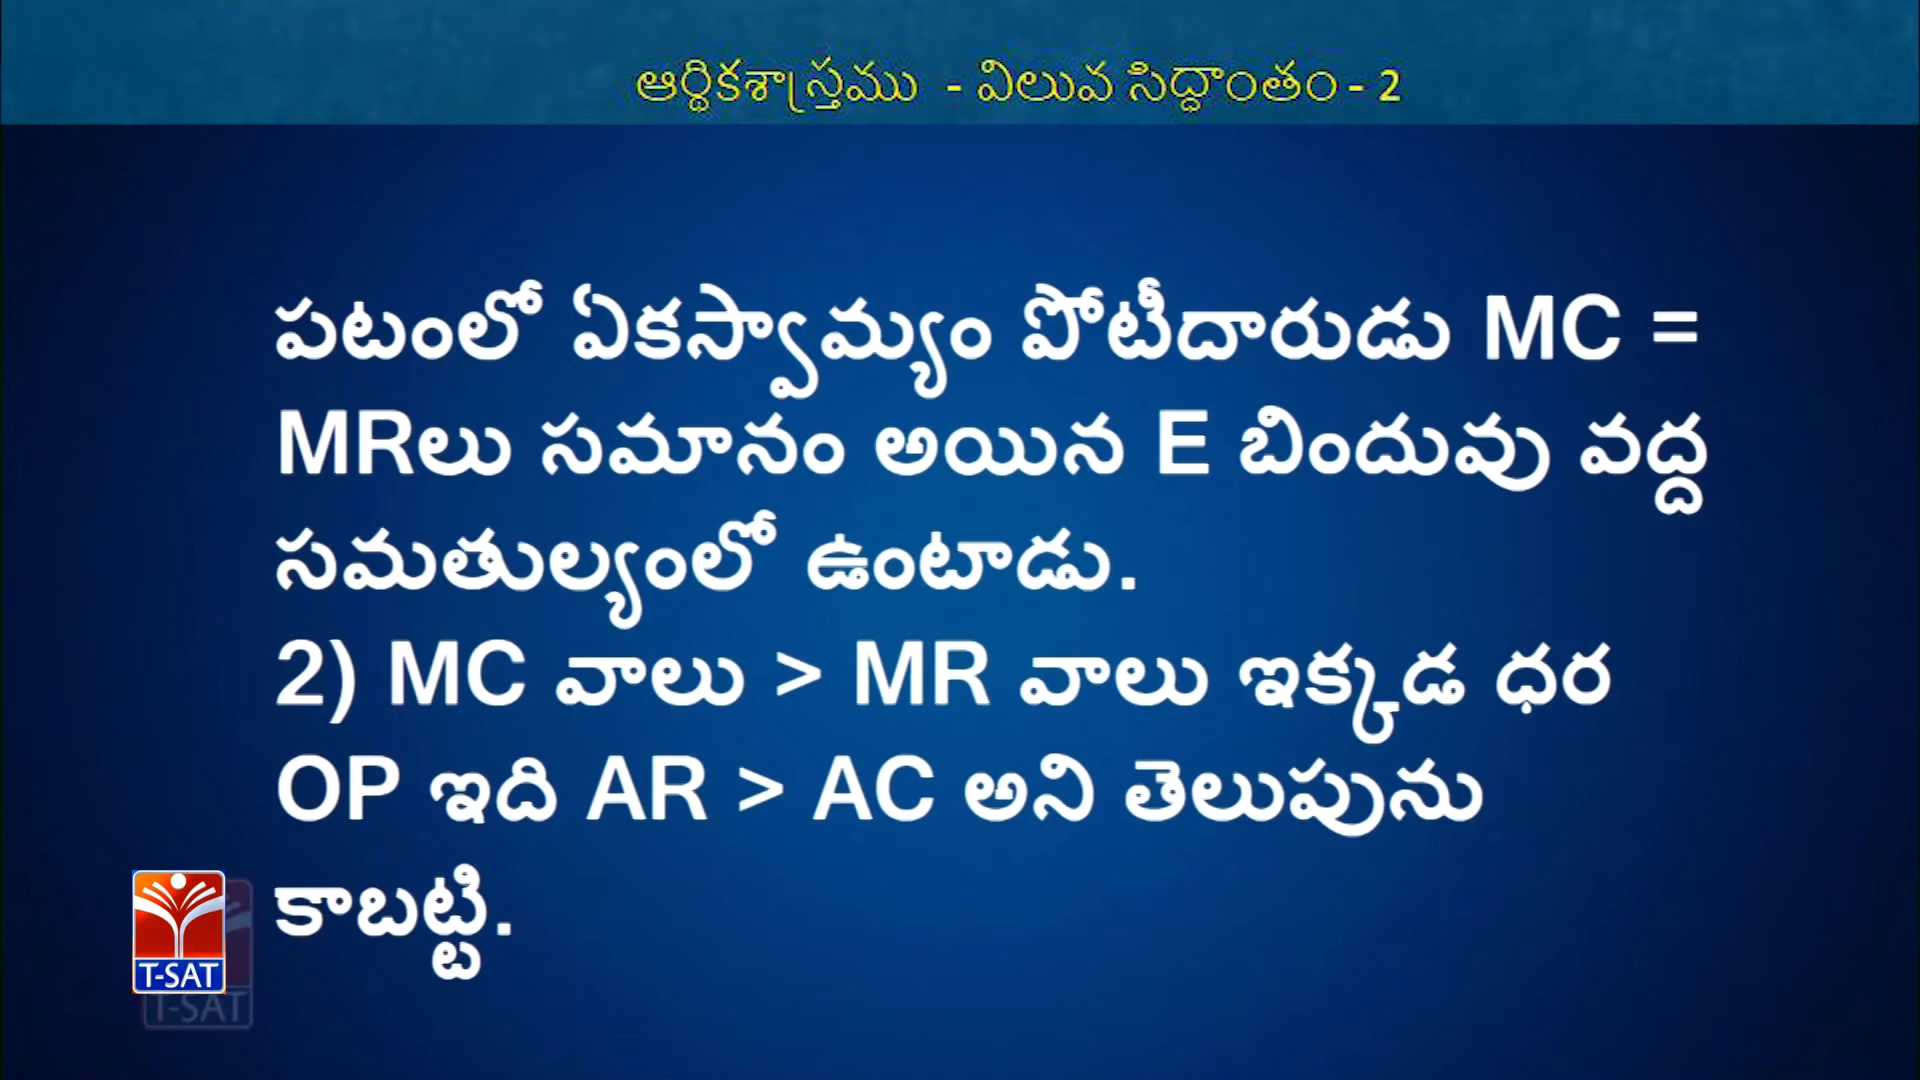 ఆర్థికశాస్త్రము - విలువ సిద్ధాంతం - 2
పటంలో ఏకస్వామ్యం పోటీదారుడు MC =
MRలు సమానం అయిన E బిందువు వద్ద
సమతుల్యంలో ఉంటాడు.
2) MC వాలు > MR వాలు ఇక్కడ ధర
OP ఇది AR > AC అని తెలుపును
కాబట్టి.
T-SAT
T-SAT